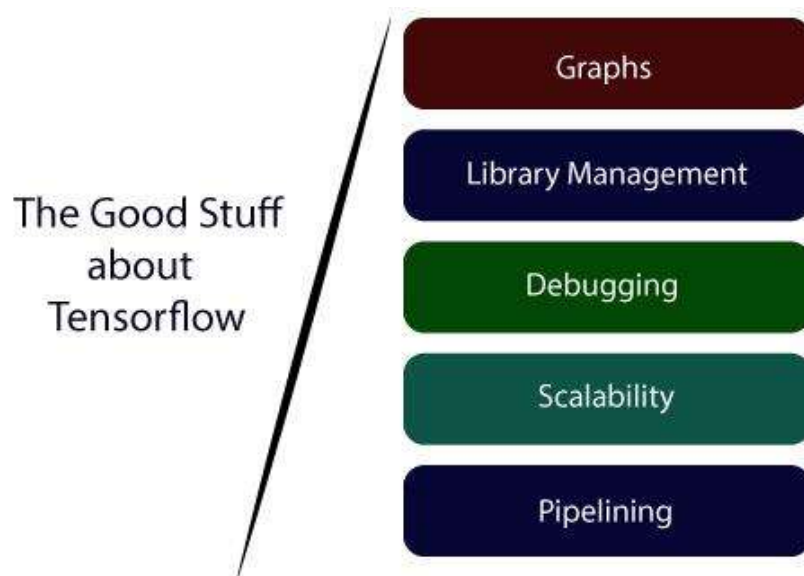 The Good Stuff
about
Tensorflow
Graphs
Library Management
Debugging
Scalability
Pipelining